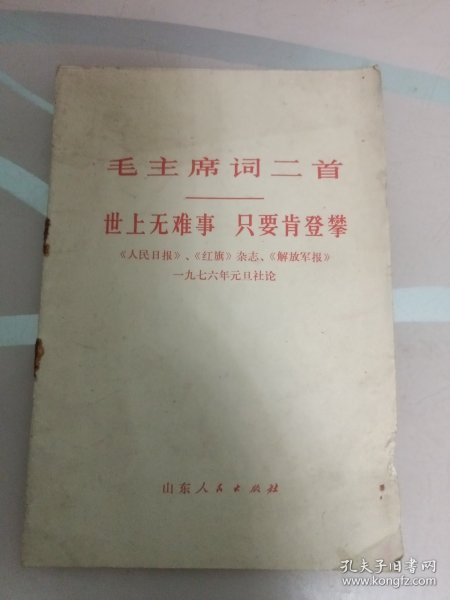 毛主席词二首
世上无难事 只要肯登攀
《人民日报》、《红旗》杂志、《解放军报》
一九七六年元旦社论
山东人民出版社
孔夫子旧书网
www.kongfz.com